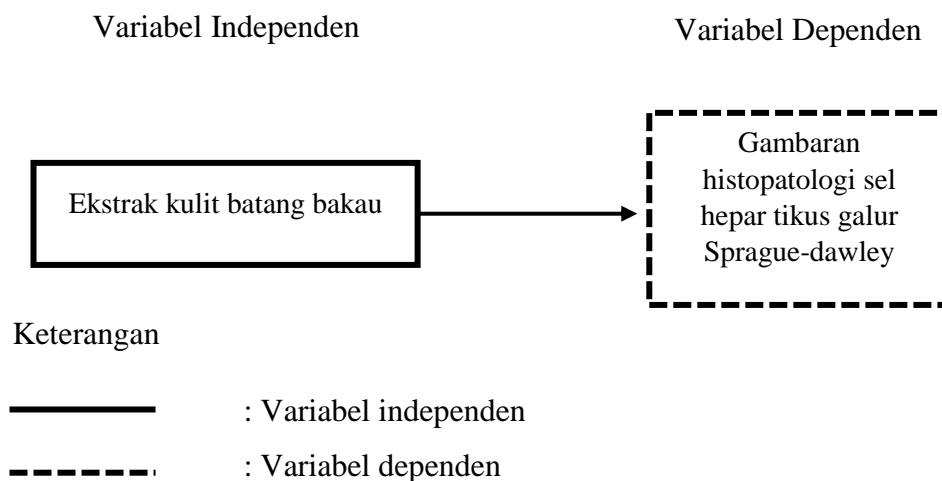 Variabel Independen
Variabel Dependen
Ekstrak kulit batang bakau
Gambaran
histopatologi sel
hepar tikus galur
Sprague-dawley
Keterangan
: Variabel independen
: Variabel dependen